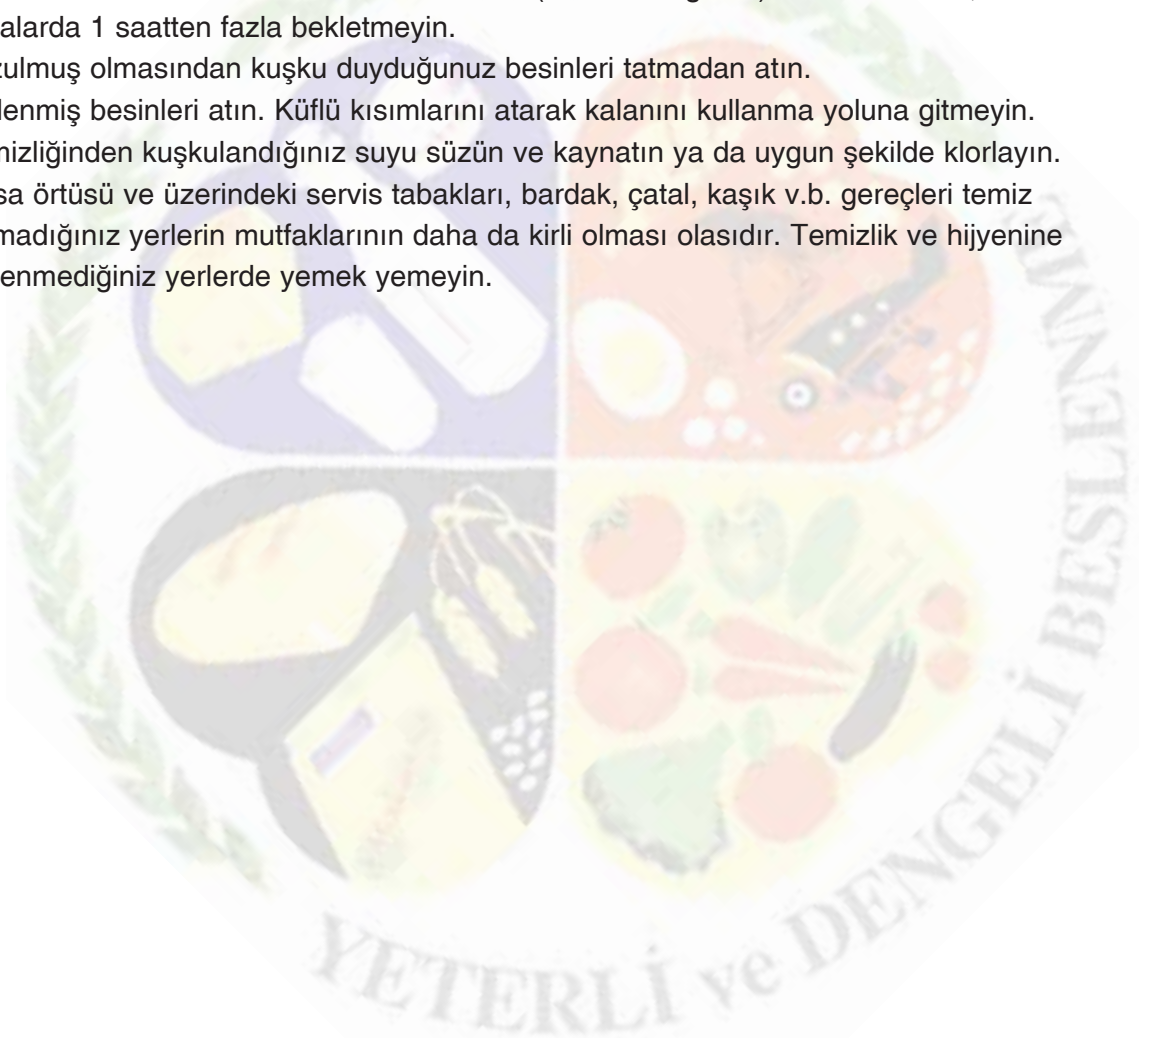 alarda 1 saatten fazla bekletmeyin.
zulmuş olmasından kuşku duyduğunuz besinleri tatmadan atın.
lenmiş besinleri atın. Küflü kısımlarını atarak kalanını kullanma yoluna gitmeyin.
mizliğinden kuşkulandığınız suyu süzün ve kaynatın ya da uygun şekilde klorlayın.
sa örtüsü ve üzerindeki servis tabakları, bardak, çatal, kaşık v.b. gereçleri temiz
madığınız yerlerin mutfaklarının daha da kirli olması olasıdır. Temizlik ve hijyenine
enmediğiniz yerlerde yemek yemeyin.
YETERLİ ve DENGELİ BESLENME